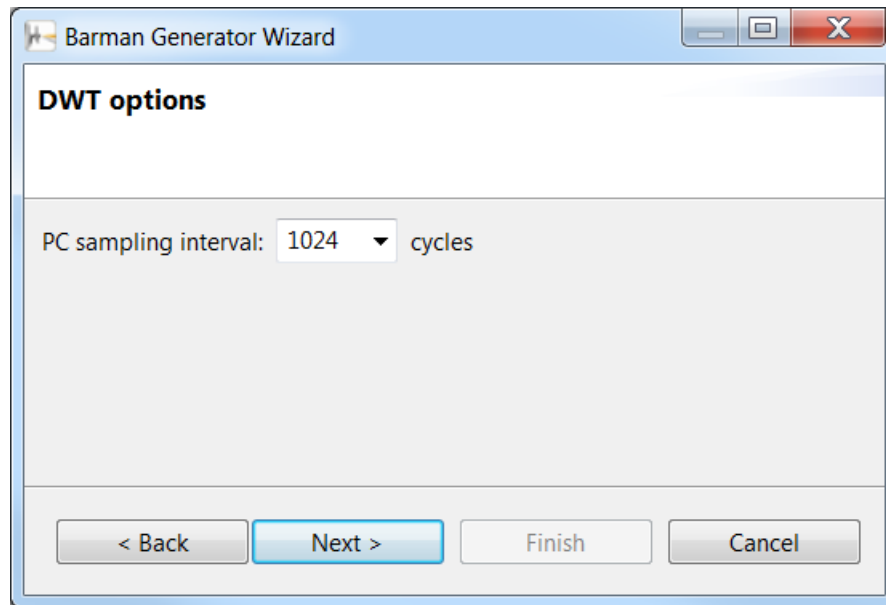 Barman Generator Wizard
DWT options
PC sampling interval: 1024 cycles
< Back Next > Finish Cancel